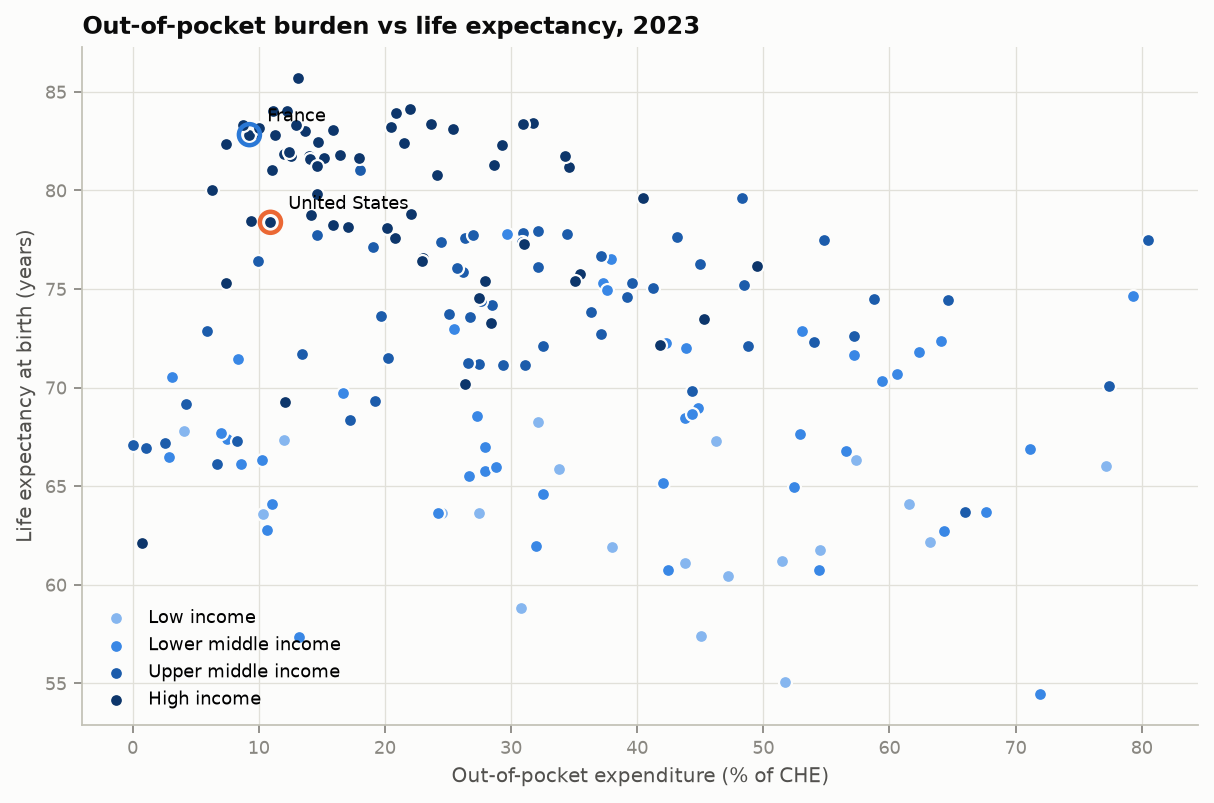 Out-of-pocket burden vs life expectancy, 2023
Life expectancy at birth (years)
85
80
75
70
65
60
55
France
United States
Low income
Lower middle income
Upper middle income
High income
0 10 20 30 40 50 60 70 80
Out-of-pocket expenditure (% of CHE)